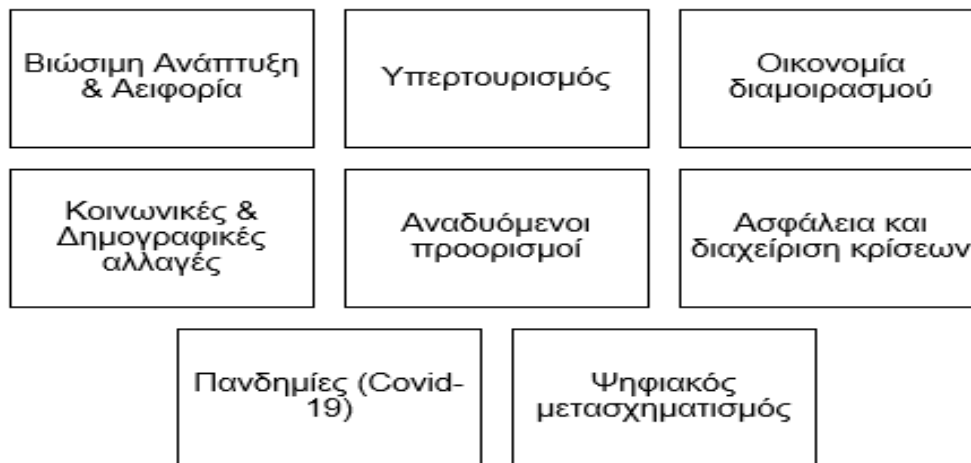 Βιώσιμη Ανάπτυξη
& Αειφορία
Υπερτουρισμός
Οικονομία
διαμοιρασμού
Κοινωνικές &
Δημογραφικές
αλλαγές
Αναδυόμενοι
προορισμοί
Ασφάλεια και
διαχείριση κρίσεων
Πανδημίες (Covid-
19)
Ψηφιακός
μετασχηματισμός